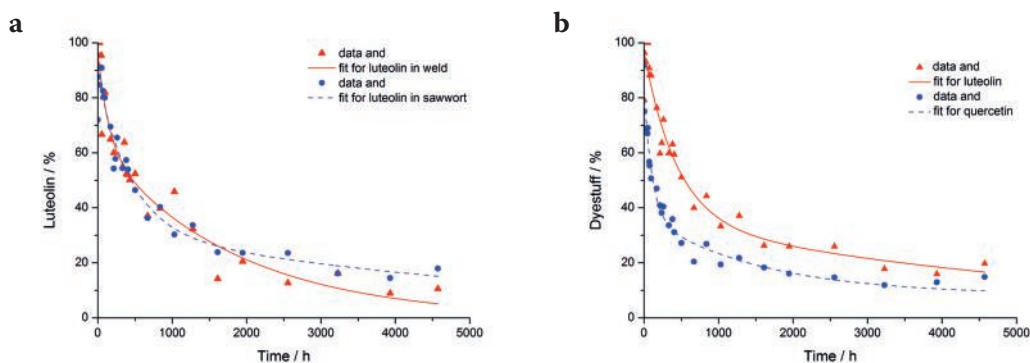 a
Luteolin / %
100
80
60
40
20
0
0 1000 2000 3000 4000 5000
Time / h
data and
fit for luteolin in weld
data and
fit for luteolin in sawwort
b
Dyestuff / %
100
80
60
40
20
0
0 1000 2000 3000 4000 5000
Time / h
data and
fit for luteolin
data and
fit for quercetin